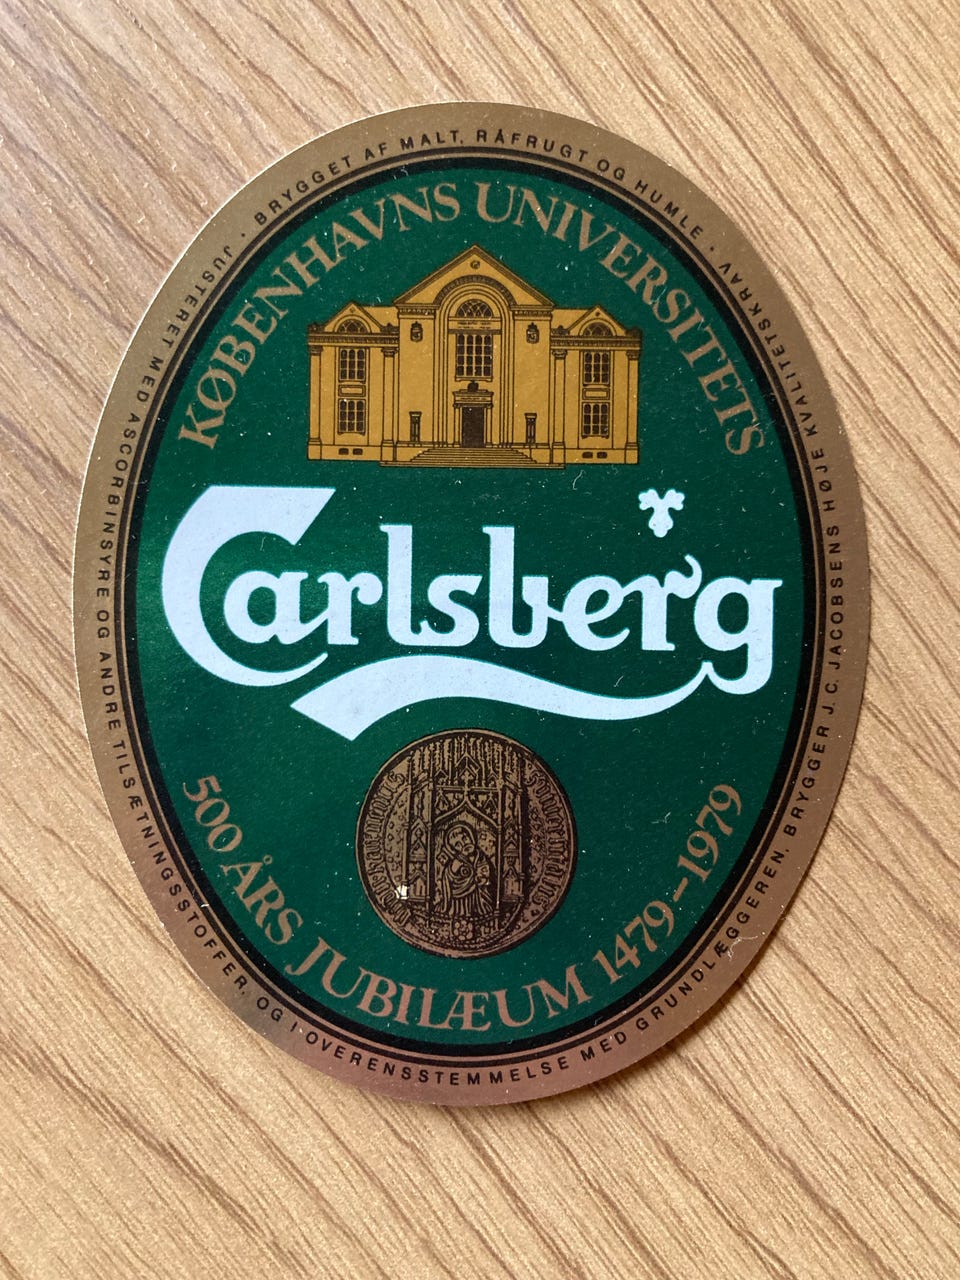 · BRYGGET AF MALT, RÅFRUGT OG HUMLE ·
JUSTERET MED ASCORBINSYRE OG ANDRE TILSÆTNINGSSTOFFER, OG I OVERENSSTEMMELSE MED GRUNDLÆGGEREN, BRYGGER J.C. JACOBSENS HØJE KVALITETSKRAV
KØBENHAVNS UNIVERSITETS
Carlsberg
500 ÅRS JUBILÆUM 1479–1979